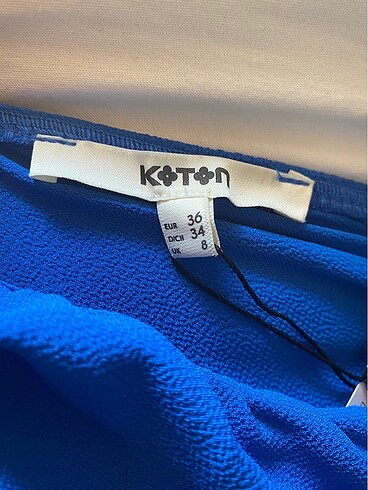 KOTON
EUR 36
D/CH 34
UK 8